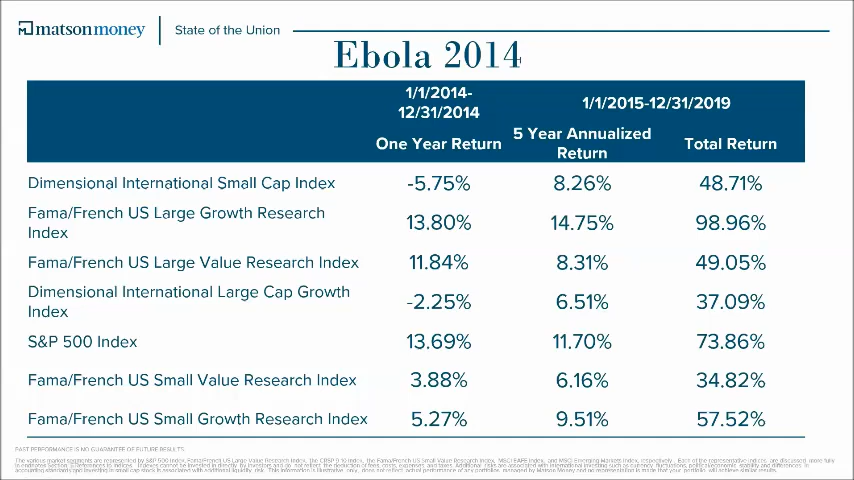 matsonmoney
State of the Union
Ebola 2014
1/1/2014-
12/31/2014
1/1/2015-12/31/2019
One Year Return
5 Year Annualized
Return
Total Return
Dimensional International Small Cap Index -5.75% 8.26% 48.71%
Fama/French US Large Growth Research
Index 13.80% 14.75% 98.96%
Fama/French US Large Value Research Index 11.84% 8.31% 49.05%
Dimensional International Large Cap Growth
Index -2.25% 6.51% 37.09%
S&P 500 Index 13.69% 11.70% 73.86%
Fama/French US Small Value Research Index 3.88% 6.16% 34.82%
Fama/French US Small Growth Research Index 5.27% 9.51% 57.52%
PAST PERFORMANCE IS NO GUARANTEE OF FUTURE RESULTS